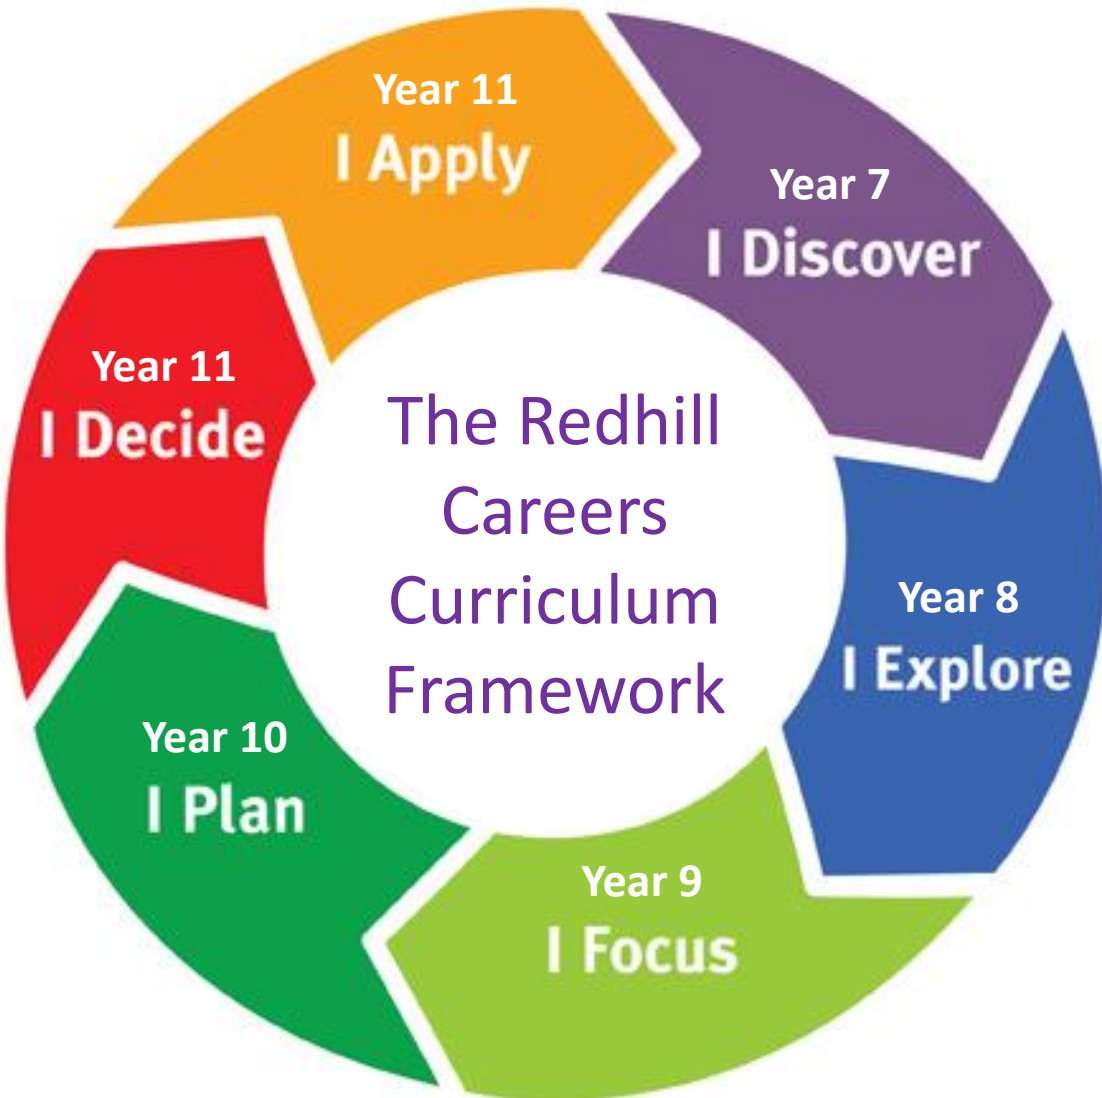 The Redhill
Careers
Curriculum
Framework
Year 7
I Discover
Year 8
I Explore
Year 9
I Focus
Year 10
I Plan
Year 11
I Decide
Year 11
I Apply